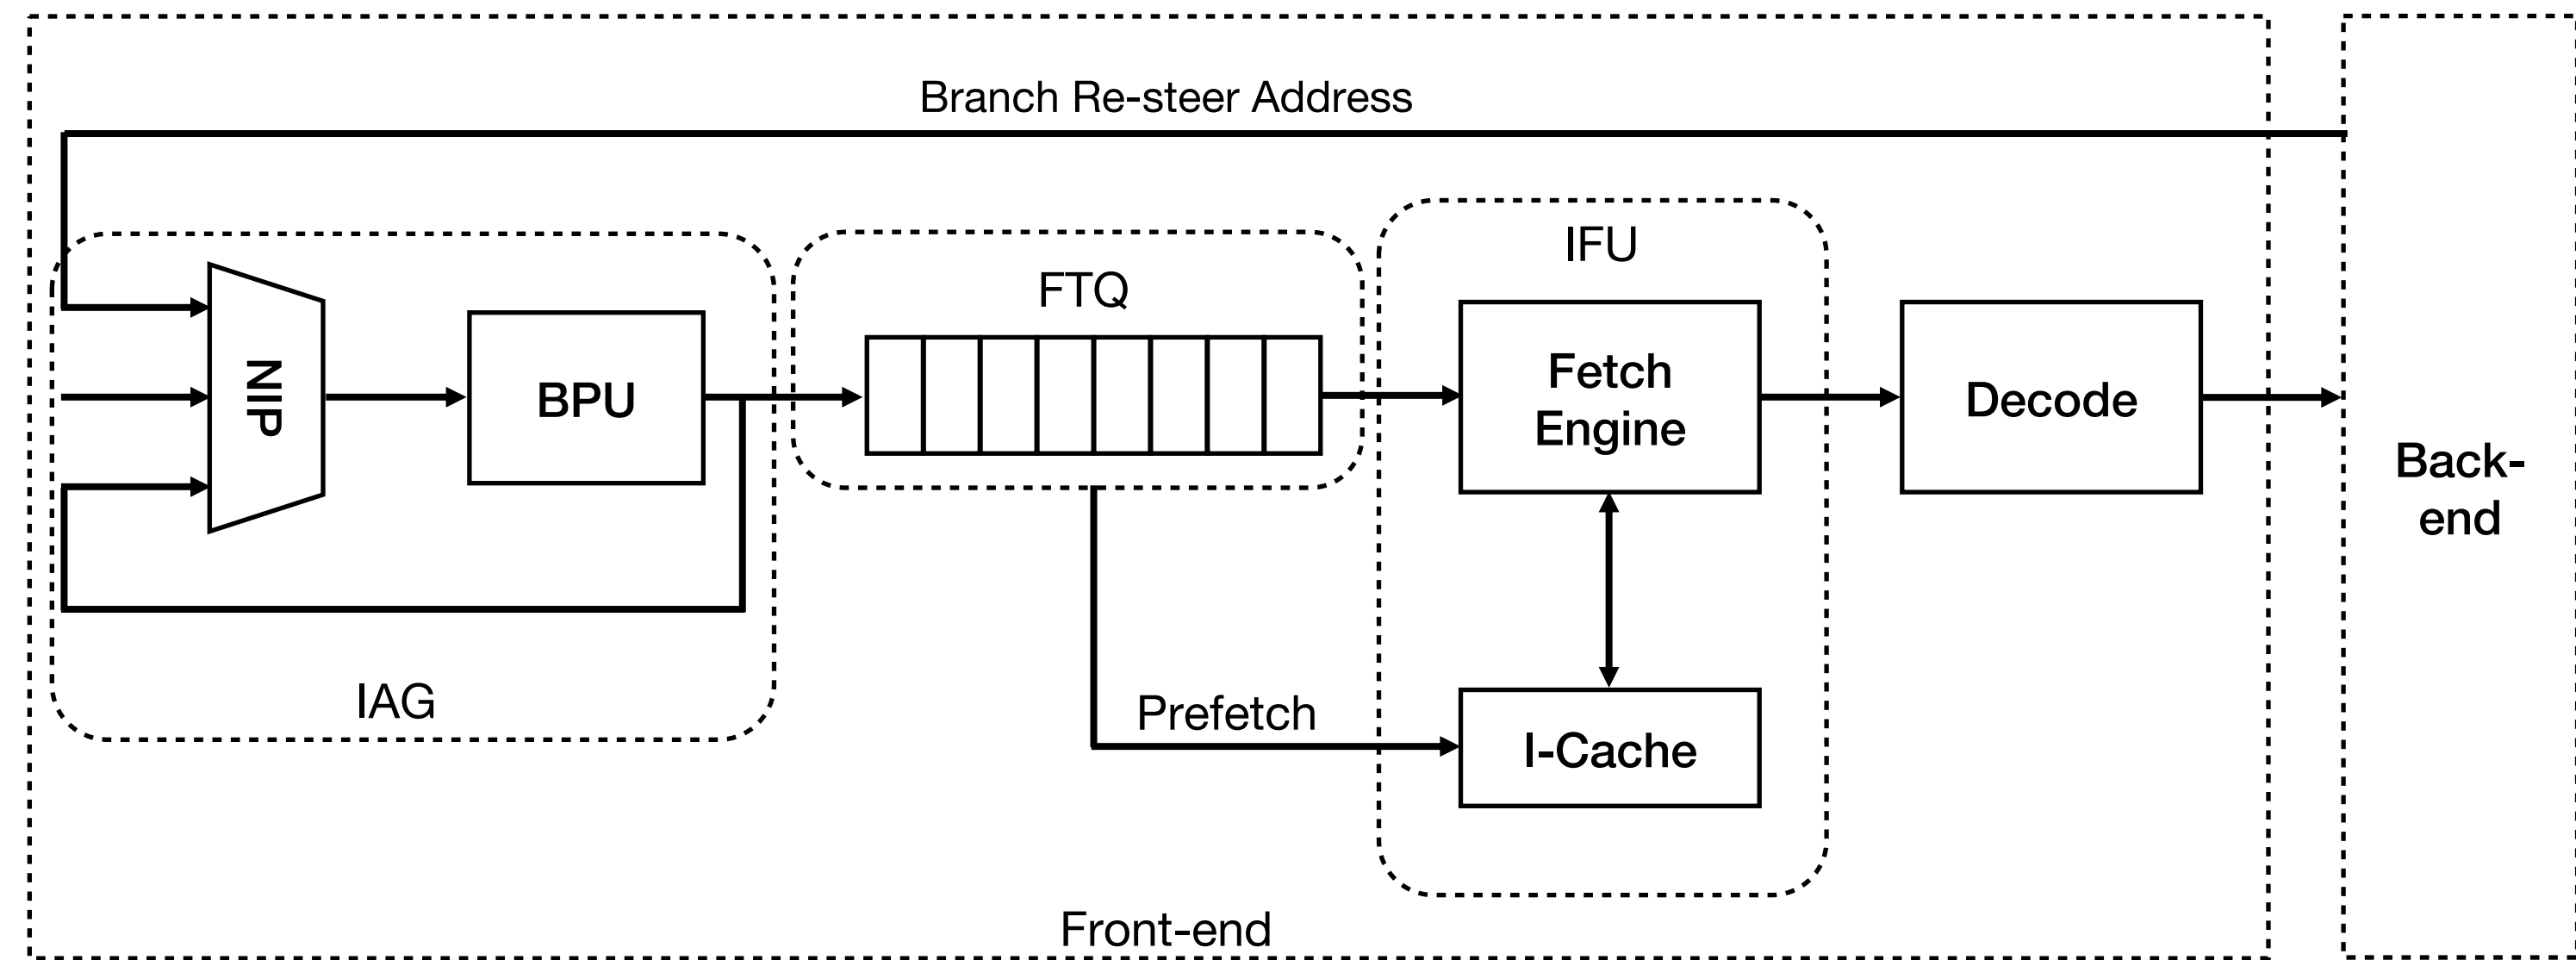 Branch Re-steer Address
NIP
BPU
IAG
FTQ
Prefetch
IFU
Fetch
Engine
I-Cache
Decode
Back-
end
Front-end